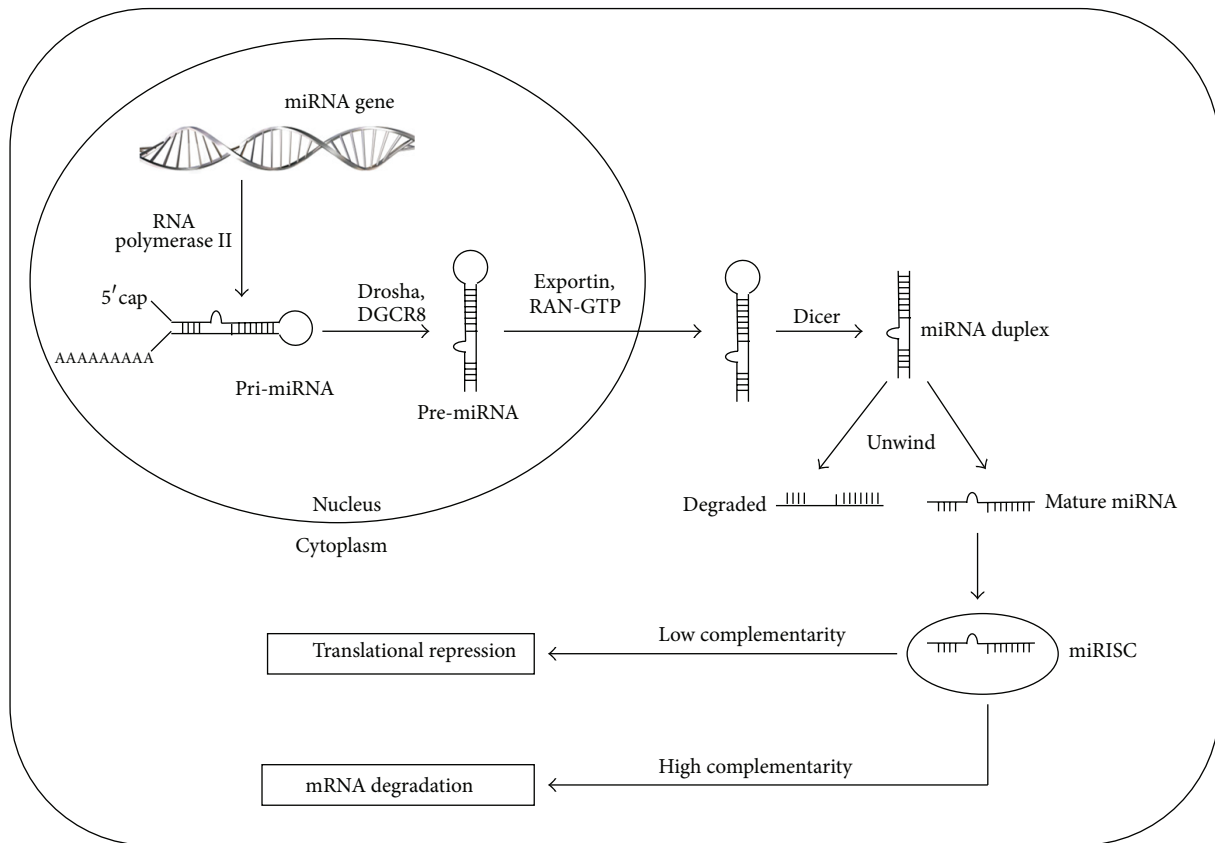 miRNA gene
RNA
polymerase II
5′ cap
AAAAAAAAA
Pri-miRNA
Drosha,
DGCR8
Pre-miRNA
Exportin,
RAN-GTP
Dicer
miRNA duplex
Unwind
Nucleus
Cytoplasm
Degraded
Mature miRNA
Low complementarity
Translational repression
miRISC
High complementarity
mRNA degradation